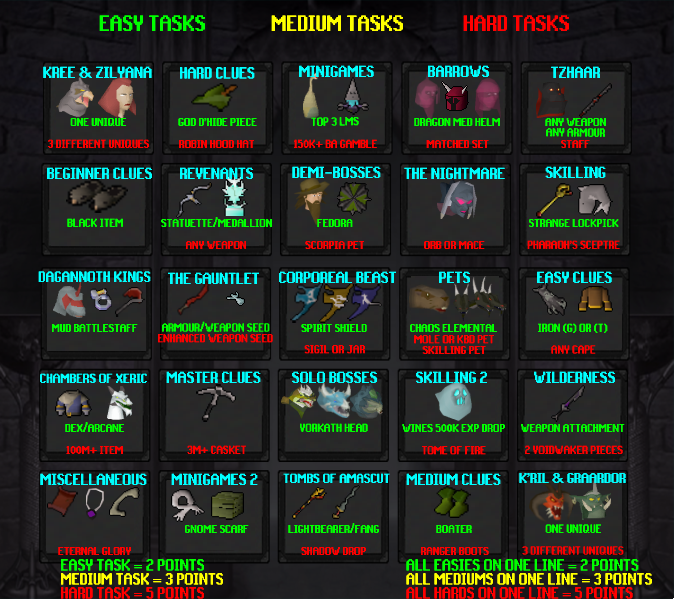 EASY TASKS MEDIUM TASKS HARD TASKS
KREE & ZILYANA
ONE UNIQUE
3 DIFFERENT UNIQUES
HARD CLUES
GOD D'HIDE PIECE
ROBIN HOOD HAT
MINIGAMES
TOP 3 LMS
150K+ BA GAMBLE
BARROWS
DRAGON MED HELM
MATCHED SET
TZHAAR
ANY WEAPON
ANY ARMOUR
STAFF
BEGINNER CLUES
BLACK ITEM
REVENANTS
STATUETTE/MEDALLION
ANY WEAPON
DEMI-BOSSES
FEDORA
SCORPIA PET
THE NIGHTMARE
ORB OR MACE
SKILLING
STRANGE LOCKPICK
PHARAOH'S SCEPTRE
DAGANNOTH KINGS
MUD BATTLESTAFF
THE GAUNTLET
ARMOUR/WEAPON SEED
ENHANCED WEAPON SEED
CORPOREAL BEAST
SPIRIT SHIELD
SIGIL OR JAR
PETS
CHAOS ELEMENTAL
MOLE OR KBD PET
SKILLING PET
EASY CLUES
IRON (G) OR (T)
ANY CAPE
CHAMBERS OF XERIC
DEX/ARCANE
100M+ ITEM
MASTER CLUES
3M+ CASKET
SOLO BOSSES
VORKATH HEAD
SKILLING 2
WINES 500K EXP DROP
TOME OF FIRE
WILDERNESS
WEAPON ATTACHMENT
2 VOIDWAKER PIECES
MISCELLANEOUS
ETERNAL GLORY
MINIGAMES 2
GNOME SCARF
TOMBS OF AMASCUT
LIGHTBEARER/FANG
SHADOW DROP
MEDIUM CLUES
BOATER
RANGER BOOTS
K'RIL & GRAARDOR
ONE UNIQUE
3 DIFFERENT UNIQUES
EASY TASK = 2 POINTS
MEDIUM TASK = 3 POINTS
HARD TASK = 5 POINTS
ALL EASIES ON ONE LINE = 2 POINTS
ALL MEDIUMS ON ONE LINE = 3 POINTS
ALL HARDS ON ONE LINE = 5 POINTS